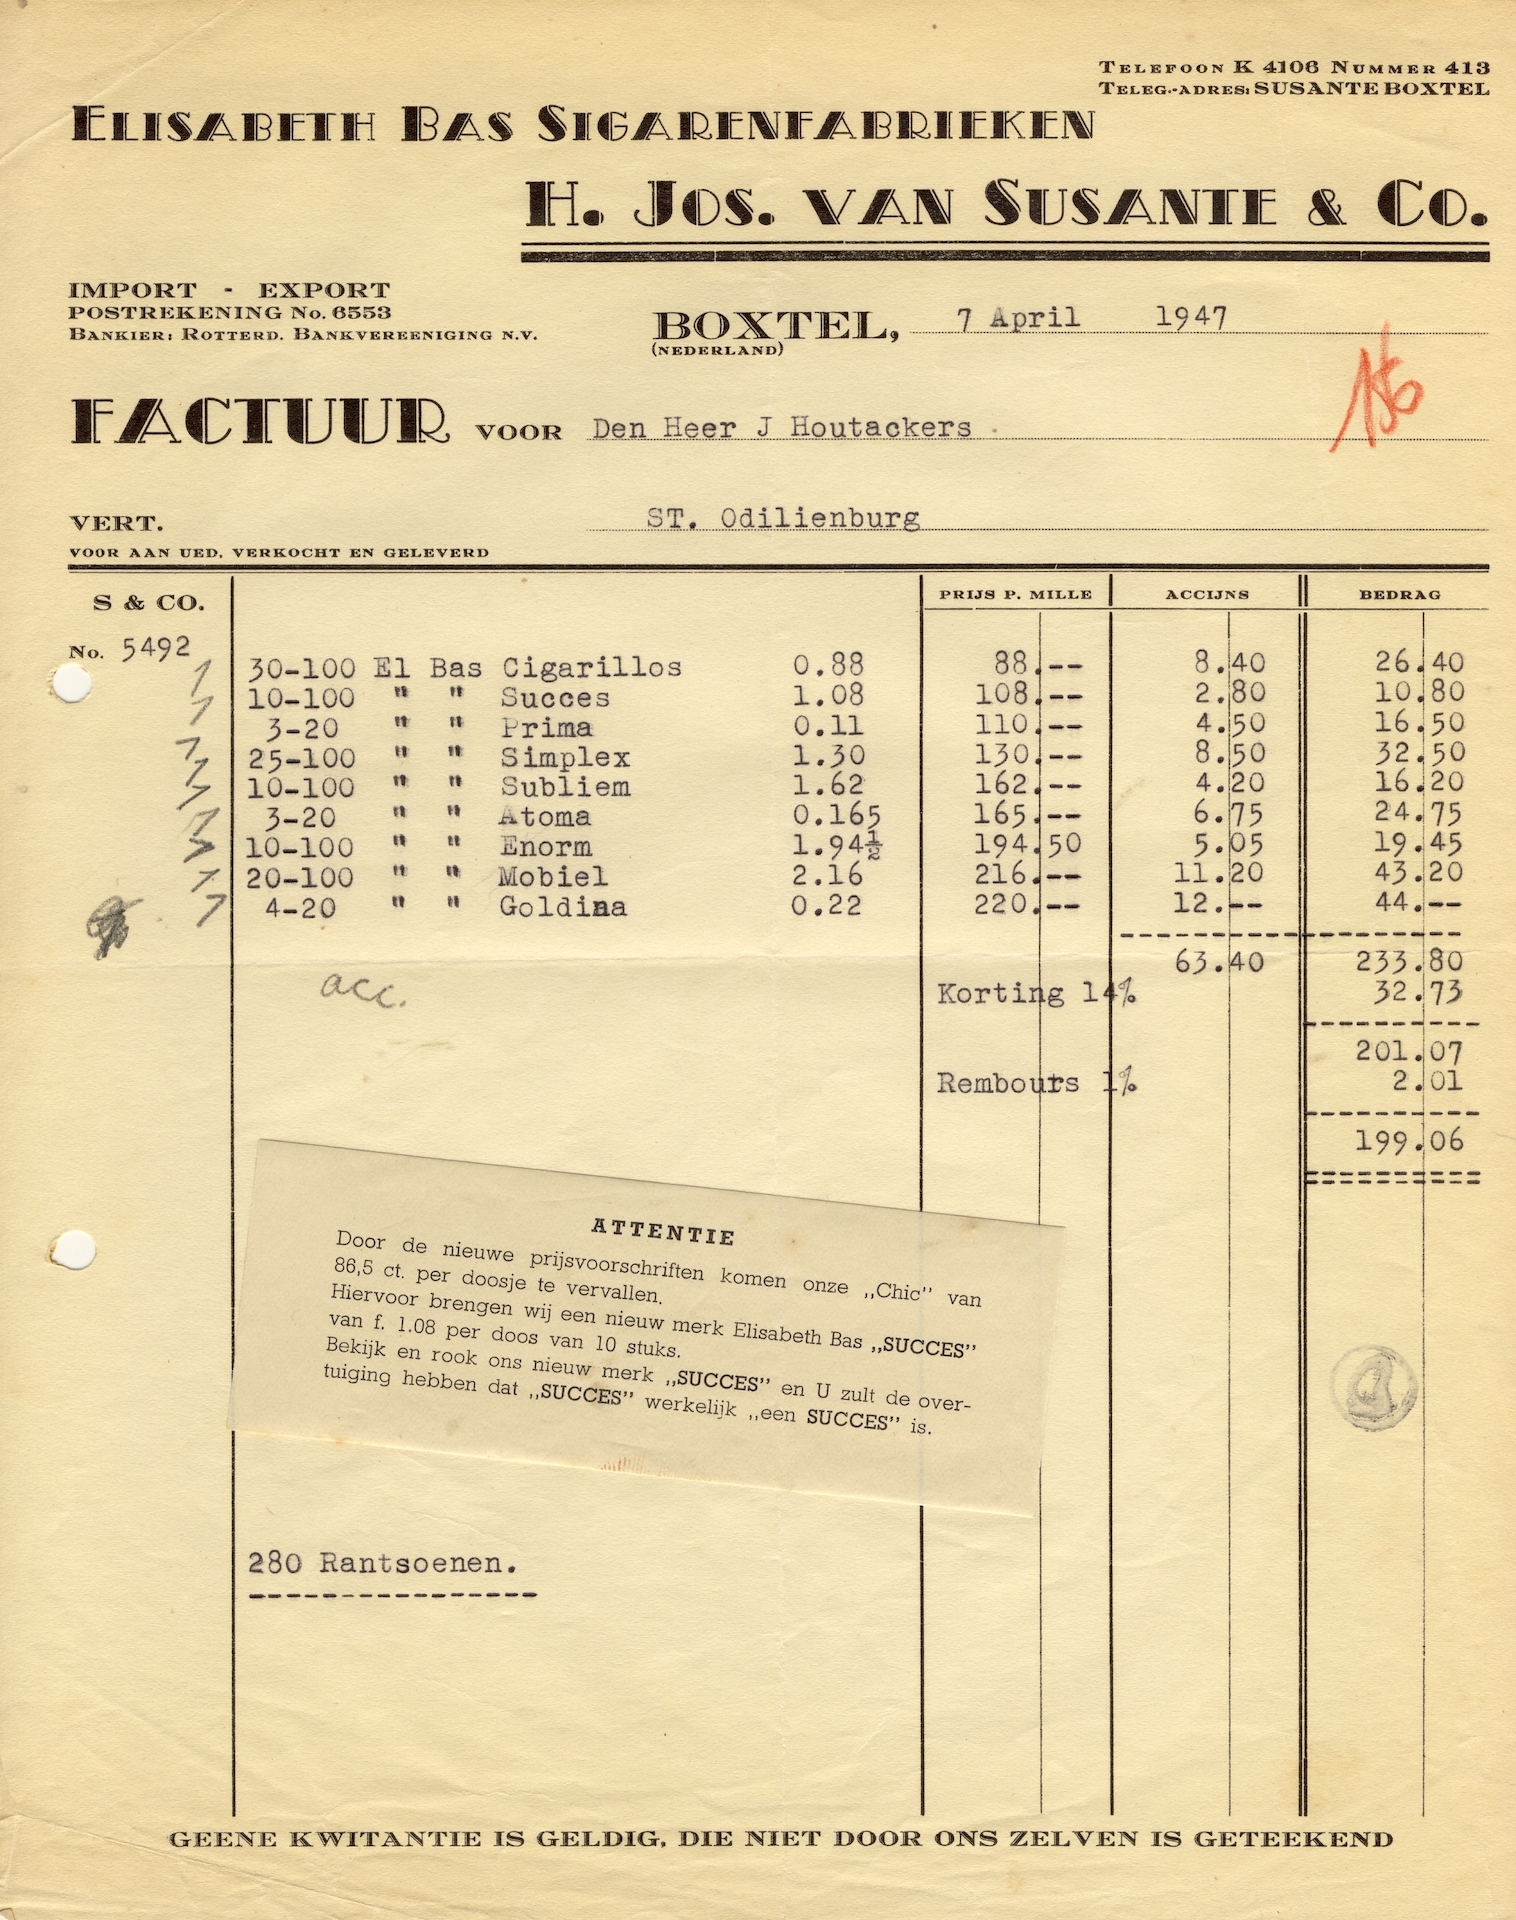 TELEFOON K 4106 NUMMER 413
TELEG.-ADRES: SUSANTE BOXTEL
ELISABETH BAS SIGARENFABRIEKEN
H. JOS. VAN SUSANTE & CO.
IMPORT - EXPORT
POSTREKENING No. 6553
BANKIER: ROTTERD. BANKVEREENIGING N.V.
BOXTEL, 7 April 1947
(NEDERLAND)
FACTUUR VOOR Den Heer J Houtackers
VERT. ST. Odilienburg
VOOR AAN UED. VERKOCHT EN GELEVERD
S & CO. PRIJS P. MILLE ACCIJNS BEDRAG
No. 5492
30-100 El Bas Cigarillos 0.88 88.-- 8.40 26.40
10-100 " " Succes 1.08 108.-- 2.80 10.80
3-20 " " Prima 0.11 110.-- 4.50 16.50
25-100 " " Simplex 1.30 130.-- 8.50 32.50
10-100 " " Subliem 1.62 162.-- 4.20 16.20
3-20 " " Atoma 0.165 165.-- 6.75 24.75
10-100 " " Enorm 1.94½ 194.50 5.05 19.45
20-100 " " Mobiel 2.16 216.-- 11.20 43.20
4-20 " " Goldina 0.22 220.-- 12.-- 44.--
63.40 233.80
acc.
Korting 14% 32.73
201.07
Rembours 1% 2.01
199.06
ATTENTIE
Door de nieuwe prijsvoorschriften komen onze „Chic” van
86,5 ct. per doosje te vervallen.
Hiervoor brengen wij een nieuw merk Elisabeth Bas „SUCCES”
van f. 1.08 per doos van 10 stuks.
Bekijk en rook ons nieuw merk „SUCCES” en U zult de over-
tuiging hebben dat „SUCCES” werkelijk „een SUCCES” is.
280 Rantsoenen.
GEENE KWITANTIE IS GELDIG, DIE NIET DOOR ONS ZELVEN IS GETEEKEND